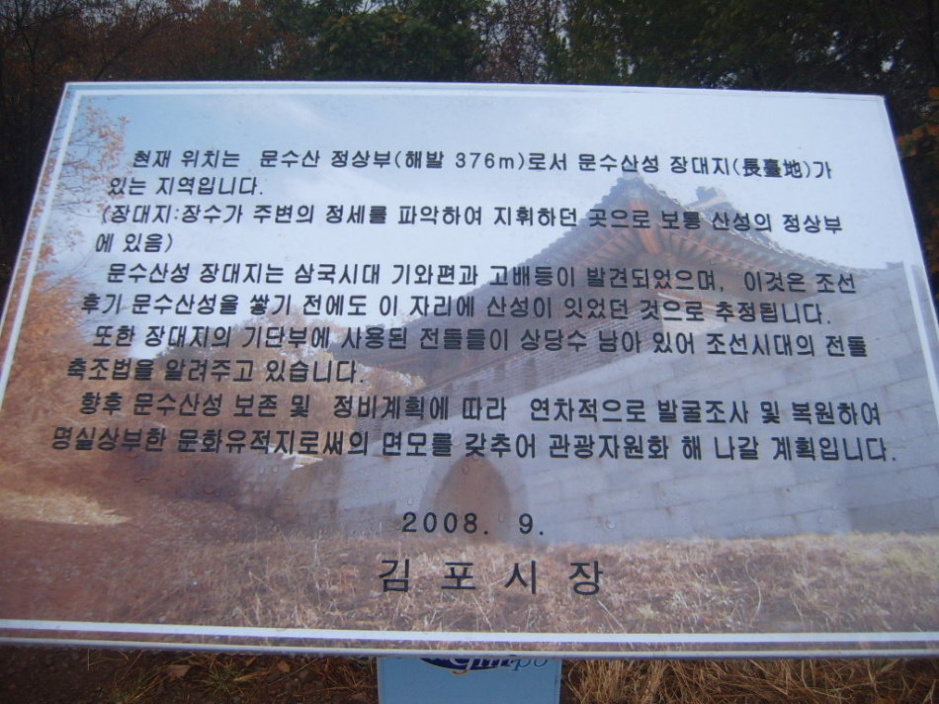 현재 위치는 문수산 정상부(해발 376m)로서 문수산성 장대지(長臺地)가
있는 지역입니다.
(장대지:장수가 주변의 정세를 파악하여 지휘하던 곳으로 보통 산성의 정상부
에 있음)
문수산성 장대지는 삼국시대 기와편과 고배등이 발견되었으며, 이것은 조선
후기 문수산성을 쌓기 전에도 이 자리에 산성이 잇었던 것으로 추정됩니다.
또한 장대지의 기단부에 사용된 전돌들이 상당수 남아 있어 조선시대의 전돌
축조법을 알려주고 있습니다.
향후 문수산성 보존 및 정비계획에 따라 연차적으로 발굴조사 및 복원하여
명실상부한 문화유적지로써의 면모를 갖추어 관광자원화 해 나갈 계획입니다.
2008. 9.
김포시장